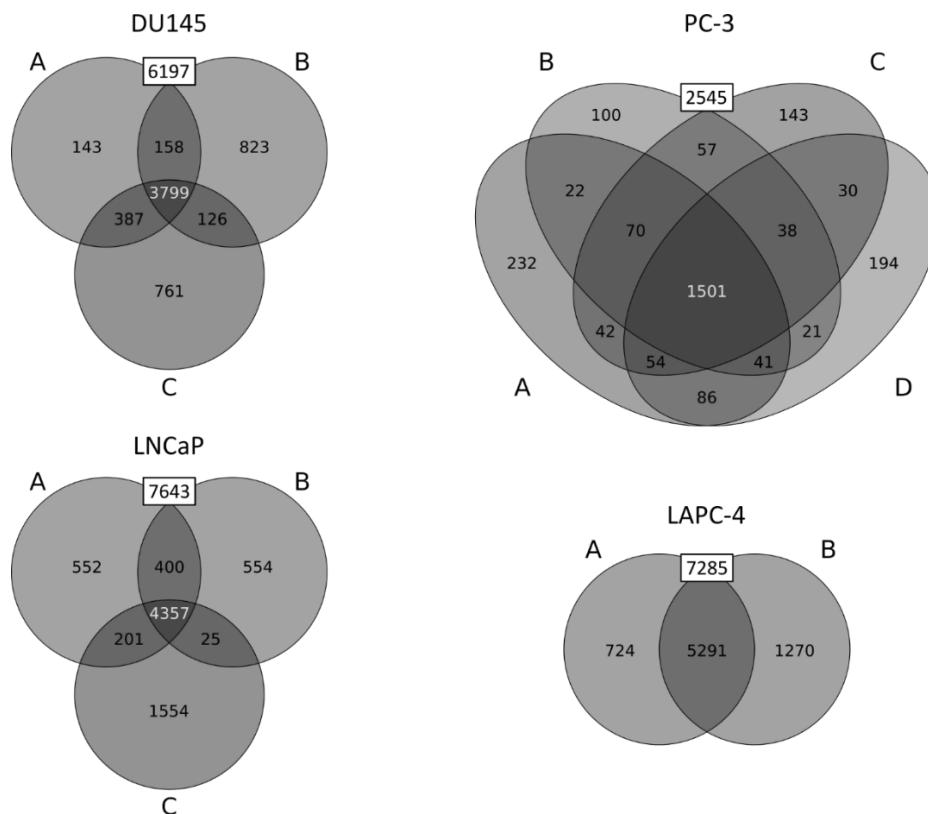 DU145
A
6197
B
143
158
823
3799
387
126
761
C
PC-3
B
2545
C
100
143
57
22
30
70
38
232
194
1501
42
21
54
41
86
A
D
LNCaP
A
7643
B
552
400
554
4357
201
25
1554
C
LAPC-4
A
7285
B
724
5291
1270